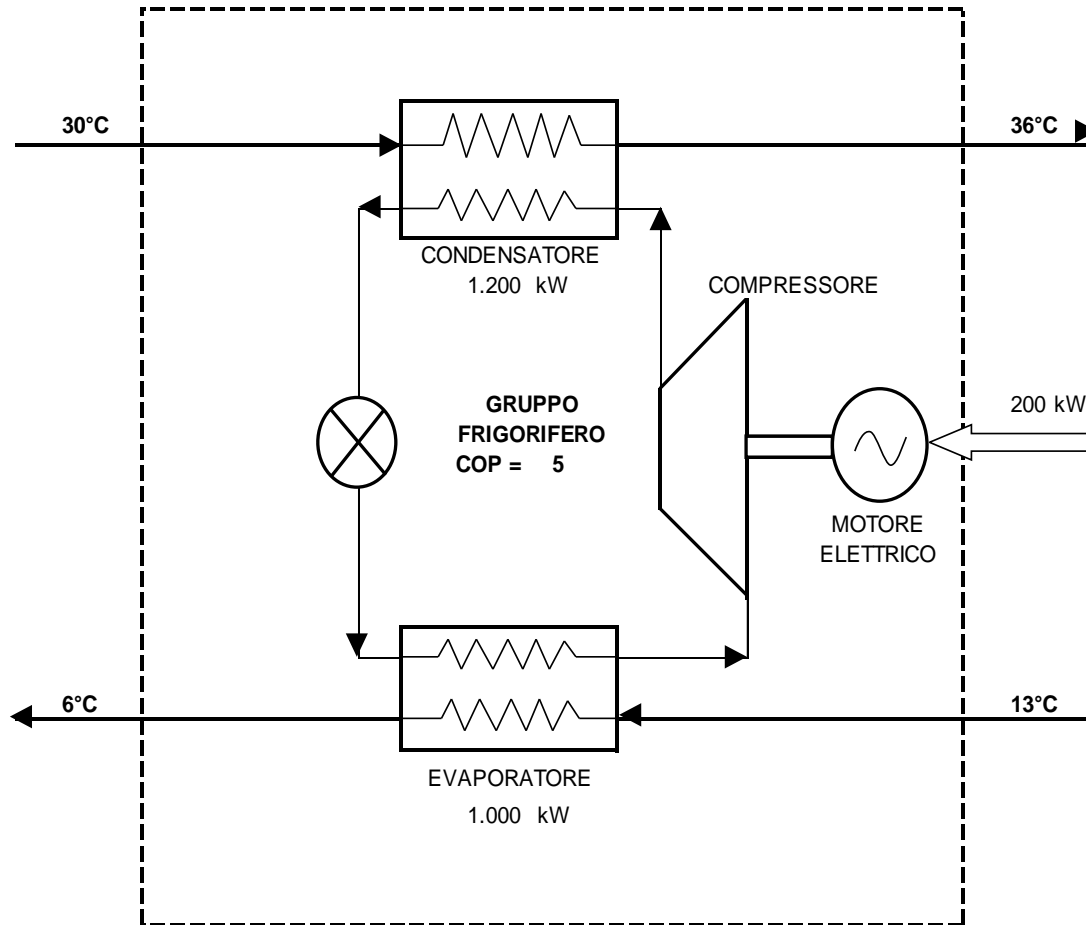 30°C
36°C
CONDENSATORE
1.200 kW
COMPRESSORE
GRUPPO
FRIGORIFERO
COP = 5
200 kW
MOTORE
ELETTRICO
6°C
13°C
EVAPORATORE
1.000 kW